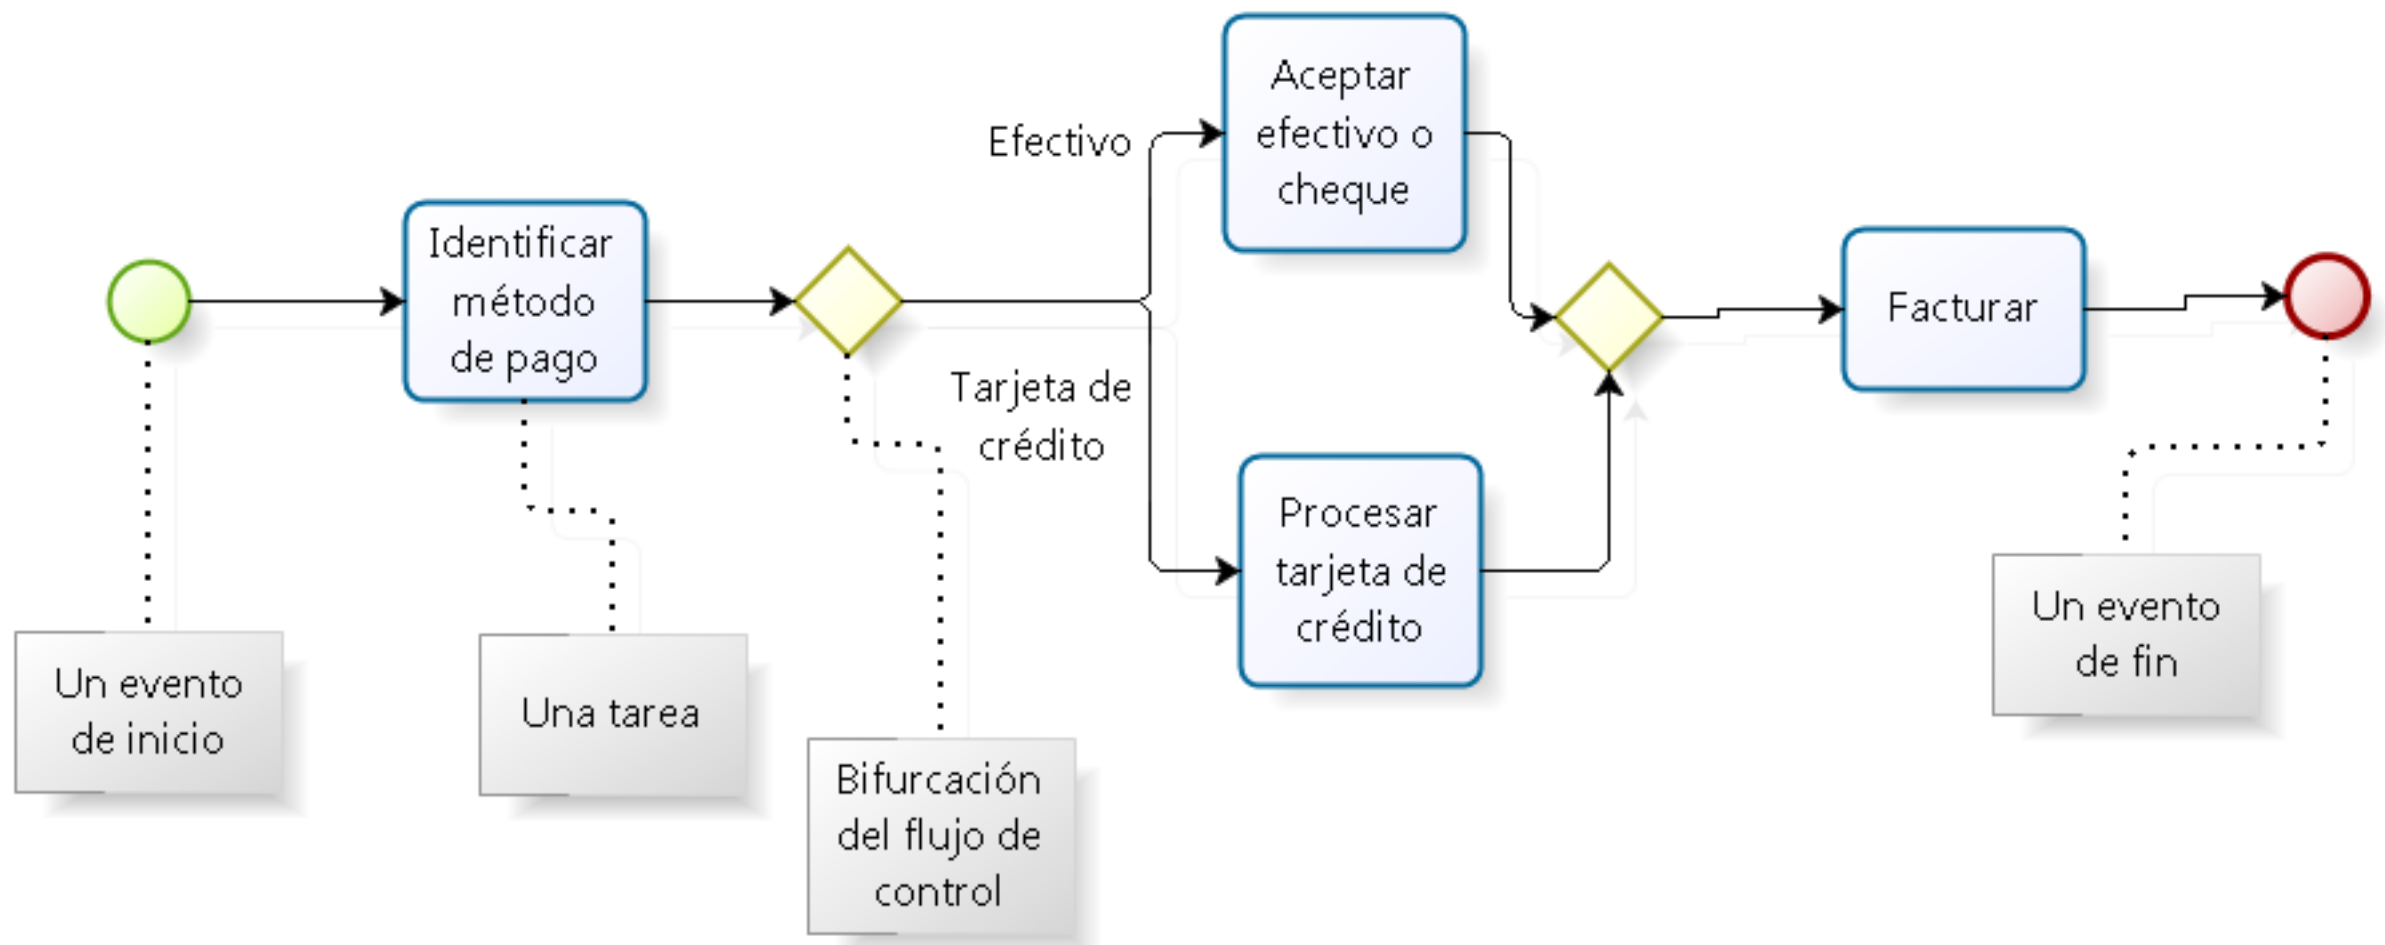 Identificar
método
de pago
Efectivo
Tarjeta de
crédito
Aceptar
efectivo o
cheque
Procesar
tarjeta de
crédito
Facturar
Un evento
de inicio
Una tarea
Bifurcación
del flujo de
control
Un evento
de fin